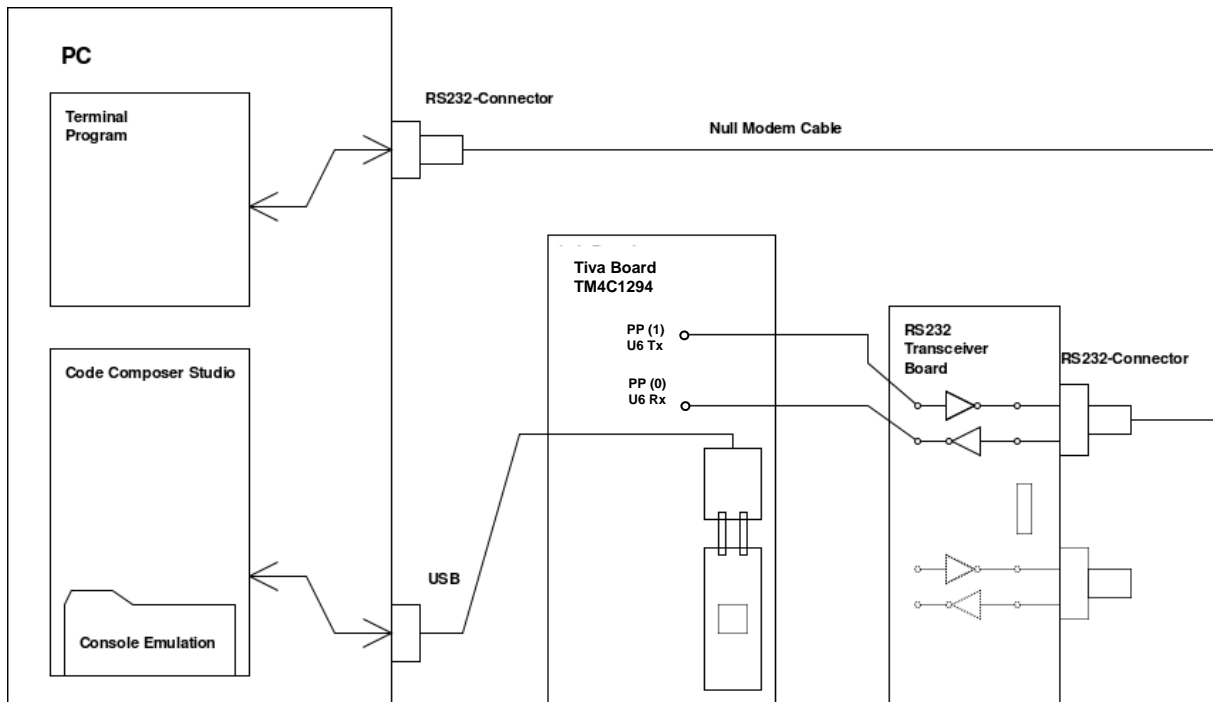 PC
Terminal
Program
RS232-Connector
Null Modem Cable
Tiva Board
TM4C1294
PP (1)
U6 Tx
PP (0)
U6 Rx
RS232
Transceiver
Board
RS232-Connector
Code Composer Studio
USB
Console Emulation